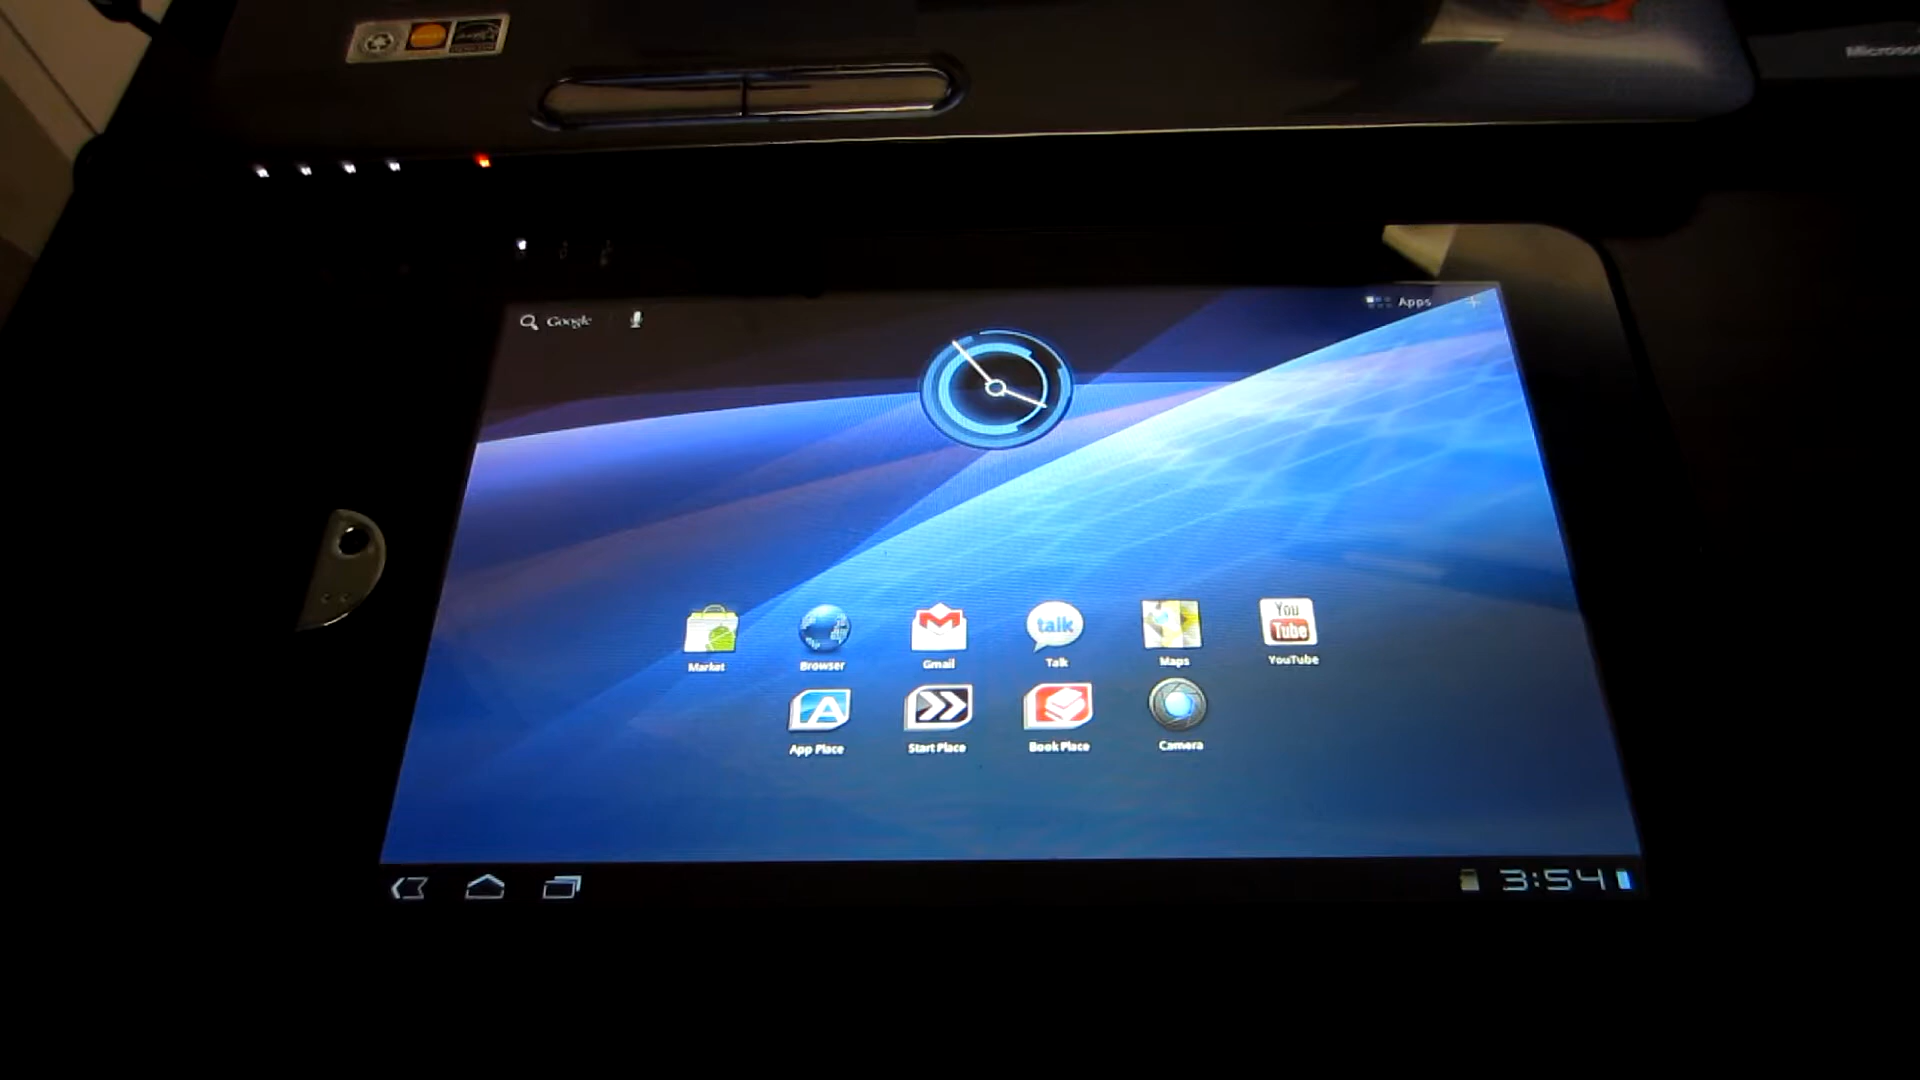 Microsof
Google
Apps
Market
Browser
Gmail
talk
Talk
Maps
You
Tube
YouTube
App Place
Start Place
Book Place
Camera
3:54